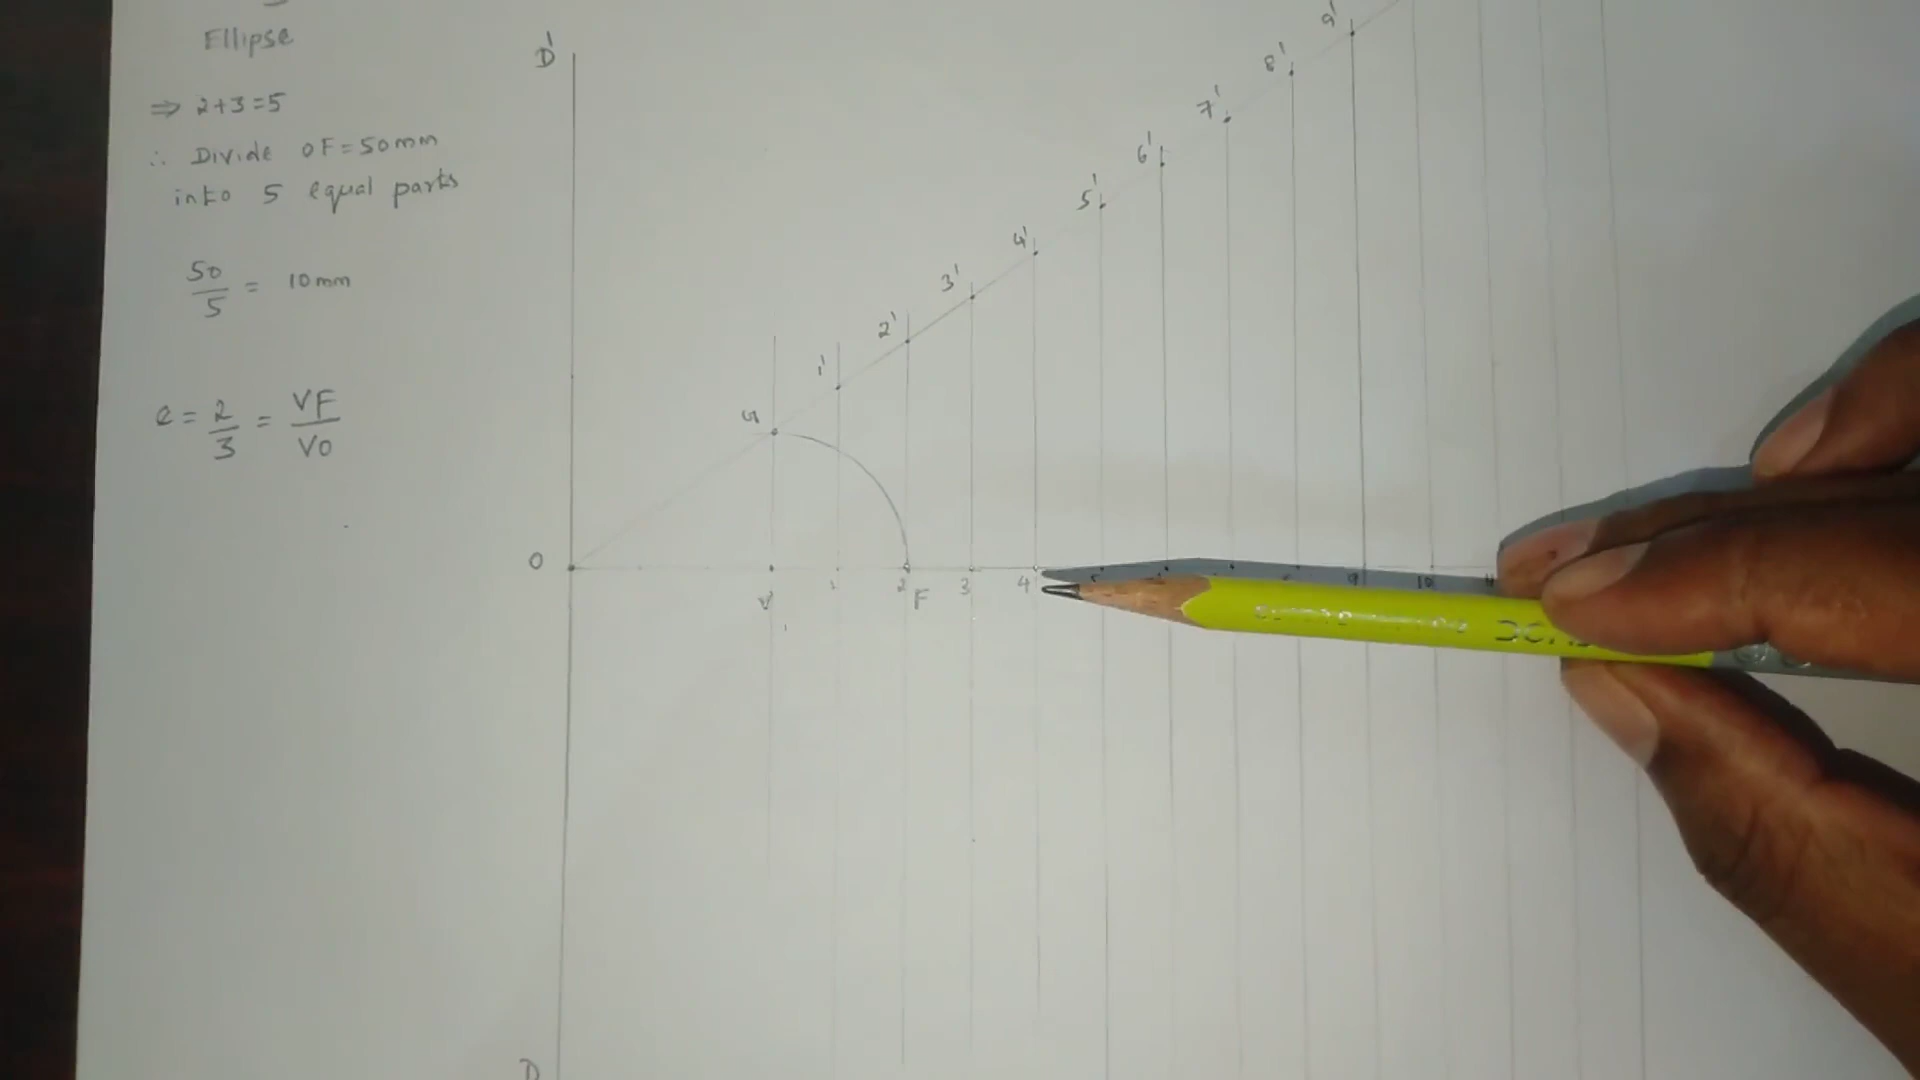 Ellipse
⇒ 2+3=5
∴ Divide OF=50mm
into 5 equal parts
50/5 = 10mm
e = 2/3 = VF/VO
D'
9'
8'
7'
6'
5'
4'
3'
2'
1'
G
O
V 1 2 F 3 4 5 9 10
D